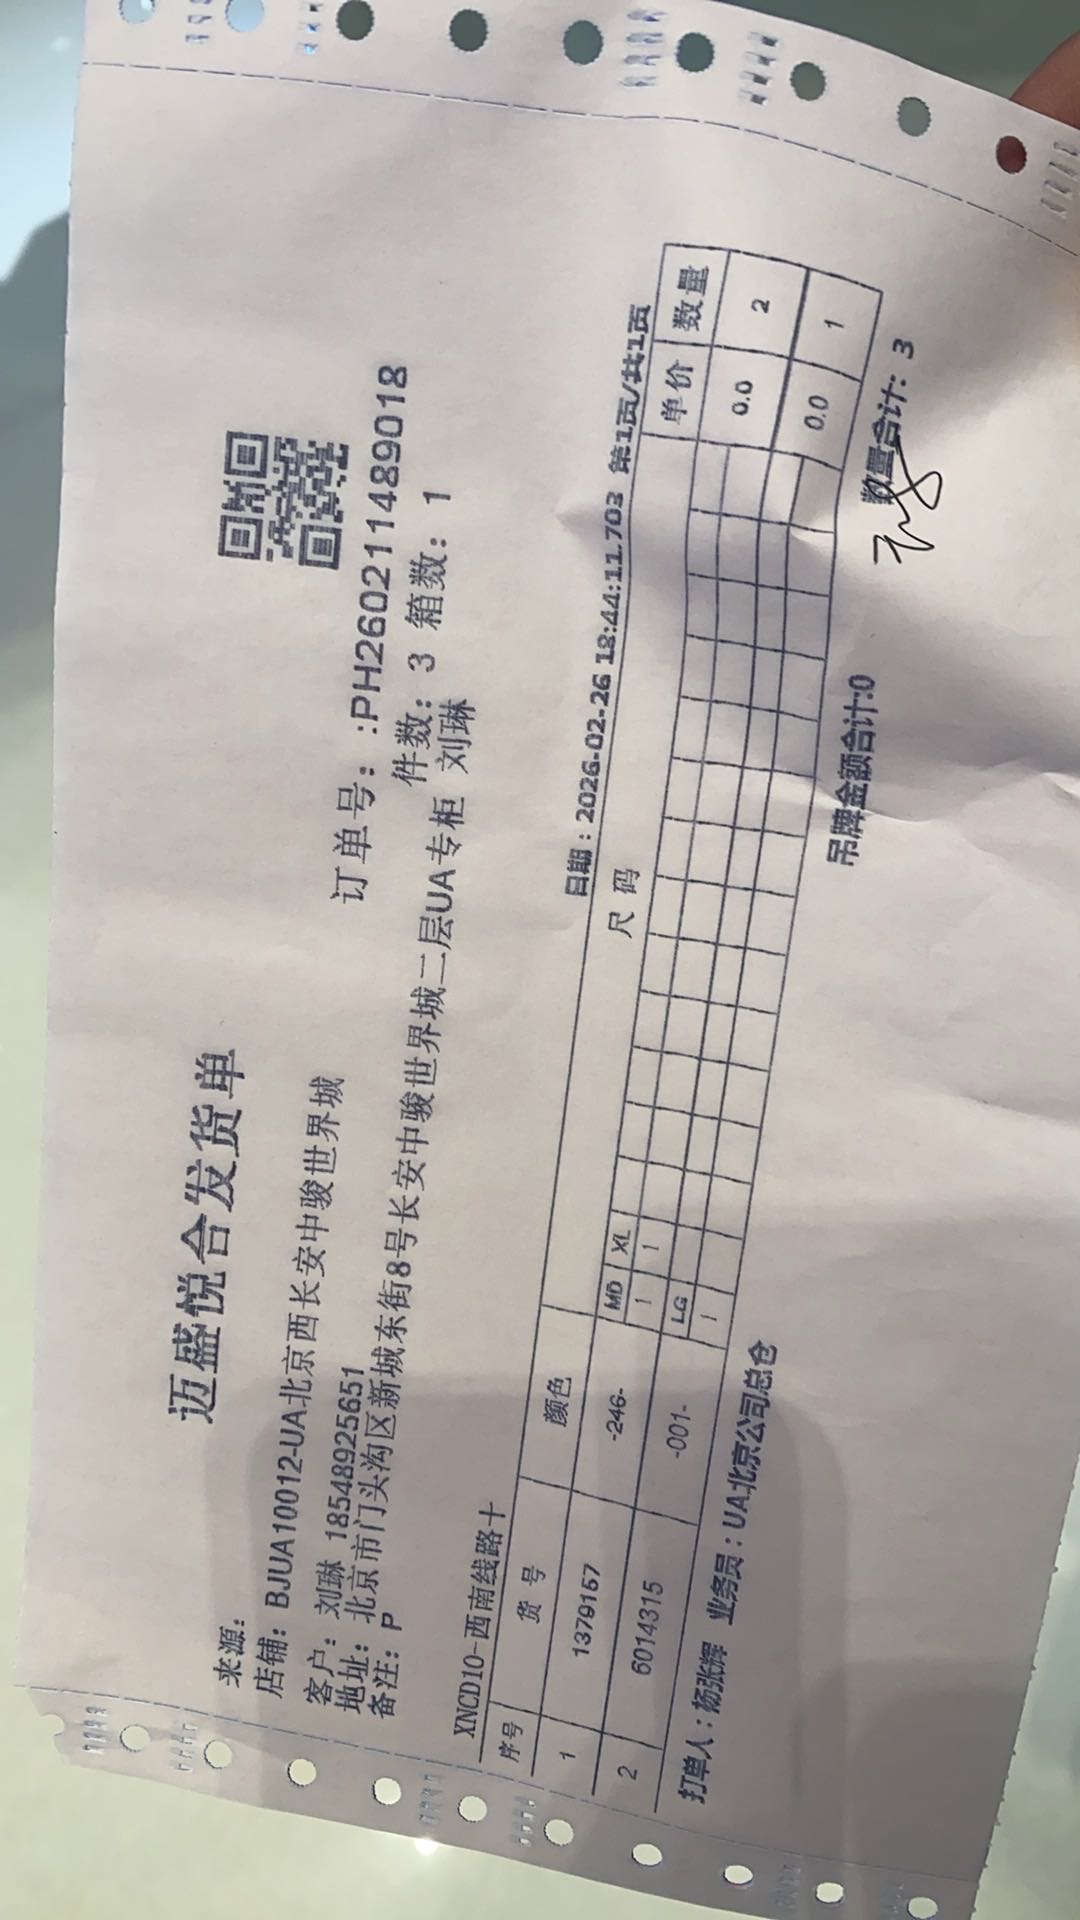 迈盛悦合发货单
来源:
店铺: BJUA10012-UA北京西长安中骏世界城
订单号: :PH260211489018
客户: 刘琳 18548925651
件数: 3 箱数: 1
地址: 北京市门头沟区新城东街8号长安中骏世界城二层UA专柜 刘琳
备注: P
XNCD10-西南线路十
日期: 2026-02-26 18:44:11.703 第1页/共1页
序号 货号 颜色 尺码 单价 数量
MD XL
1 1379157 -246- 1 1 0.0 2
LG
2 6014315 -001- 1 0.0 1
打单人: 杨张辉 业务员: UA北京公司总仓 吊牌金额合计:0 数量合计: 3